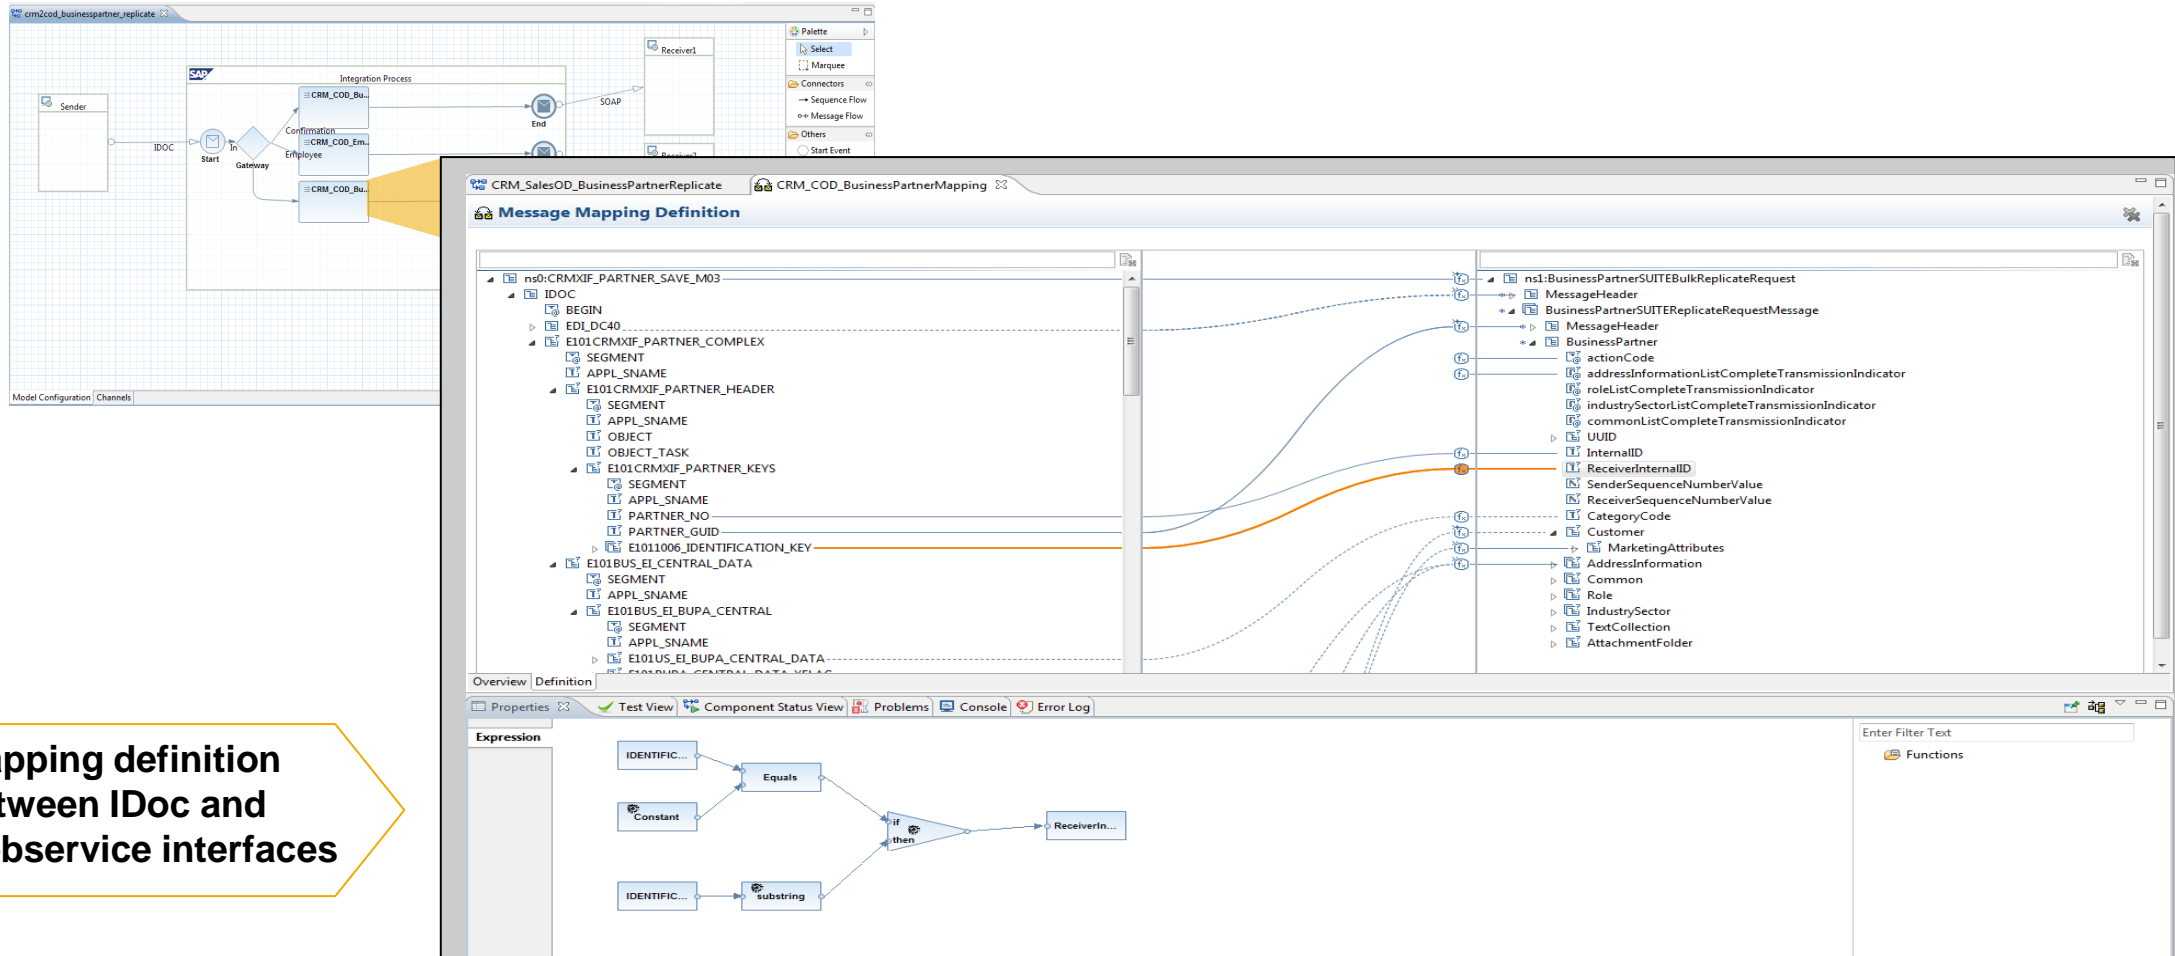 crm2cod_businesspartner_replicate
Palette
Select
Marquee
Connectors
Sequence Flow
Message Flow
Others
Start Event
Sender
IDOC
SAP
Integration Process
Start
In
Gateway
Confirmation
Employee
CRM_COD_Bu..
CRM_COD_Em..
CRM_COD_Bu..
End
SOAP
Receiver1
Receiver2
Model Configuration
Channels
CRM_SalesOD_BusinessPartnerReplicate
CRM_COD_BusinessPartnerMapping
Message Mapping Definition
ns0:CRMXIF_PARTNER_SAVE_M03
IDOC
BEGIN
EDI_DC40
E101CRMXIF_PARTNER_COMPLEX
SEGMENT
APPL_SNAME
E101CRMXIF_PARTNER_HEADER
SEGMENT
APPL_SNAME
OBJECT
OBJECT_TASK
E101CRMXIF_PARTNER_KEYS
SEGMENT
APPL_SNAME
PARTNER_NO
PARTNER_GUID
E1011006_IDENTIFICATION_KEY
E101BUS_EI_CENTRAL_DATA
SEGMENT
APPL_SNAME
E101BUS_EI_BUPA_CENTRAL
SEGMENT
APPL_SNAME
E101US_EI_BUPA_CENTRAL_DATA
ns1:BusinessPartnerSUITEBulkReplicateRequest
MessageHeader
BusinessPartnerSUITEReplicateRequestMessage
MessageHeader
BusinessPartner
actionCode
addressInformationListCompleteTransmissionIndicator
roleListCompleteTransmissionIndicator
industrySectorListCompleteTransmissionIndicator
commonListCompleteTransmissionIndicator
UUID
InternalID
ReceiverInternalID
SenderSequenceNumberValue
ReceiverSequenceNumberValue
CategoryCode
Customer
MarketingAttributes
AddressInformation
Common
Role
IndustrySector
TextCollection
AttachmentFolder
Overview
Definition
Properties
Test View
Component Status View
Problems
Console
Error Log
Expression
IDENTIFIC...
Constant
Equals
if
then
ReceiverIn...
IDENTIFIC...
substring
Enter Filter Text
Functions
apping definition
tween IDoc and
ebservice interfaces